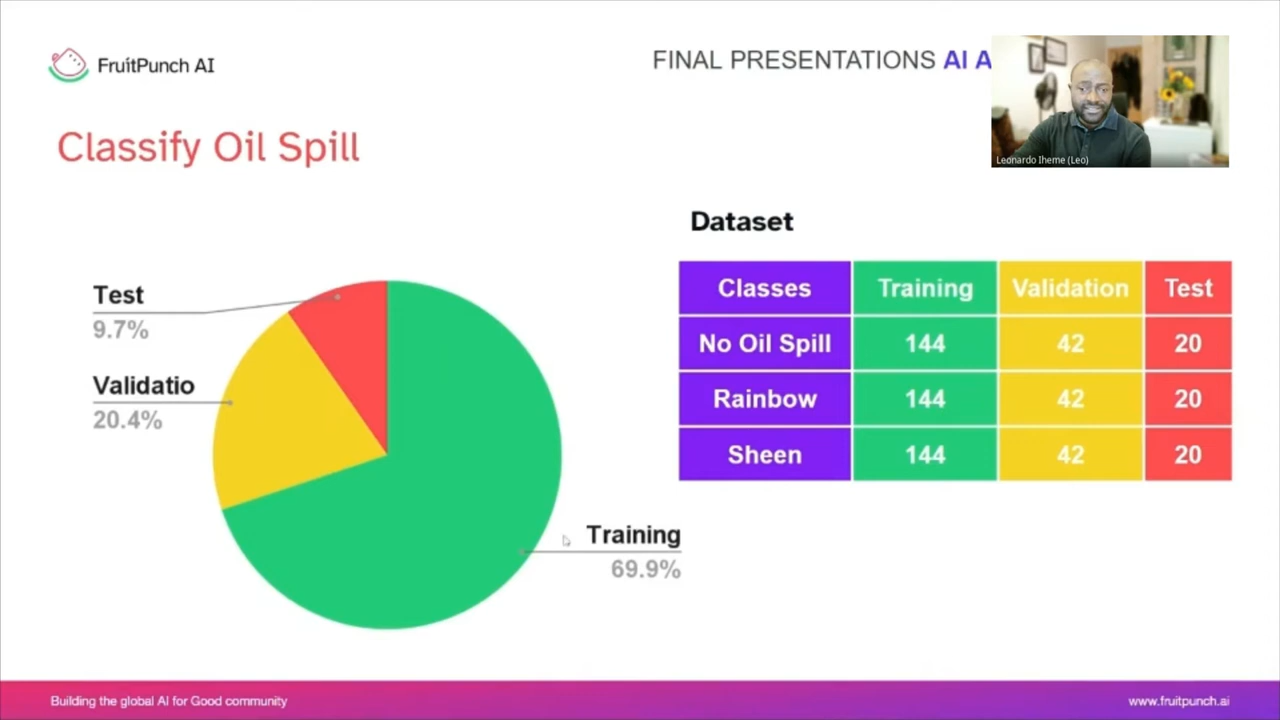 FruitPunch AI
FINAL PRESENTATIONS AI A
Leonardo Iheme (Leo)
Classify Oil Spill
Dataset
Classes Training Validation Test
No Oil Spill 144 42 20
Rainbow 144 42 20
Sheen 144 42 20
Test
9.7%
Validatio
20.4%
Training
69.9%
Building the global AI for Good community
www.fruitpunch.ai